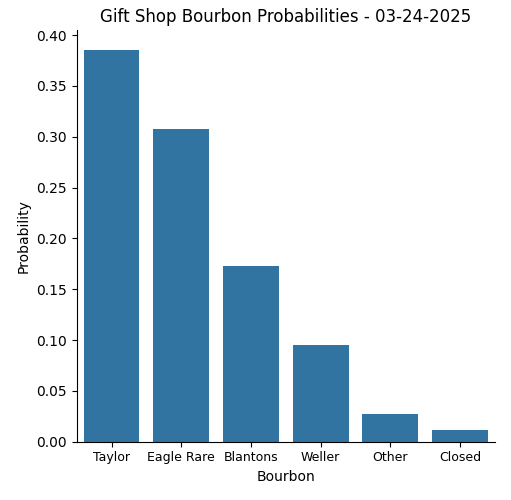 Gift Shop Bourbon Probabilities - 03-24-2025
0.40
0.35
0.30
0.25
0.20
0.15
0.10
0.05
0.00
Probability
Taylor Eagle Rare Blantons Weller Other Closed
Bourbon